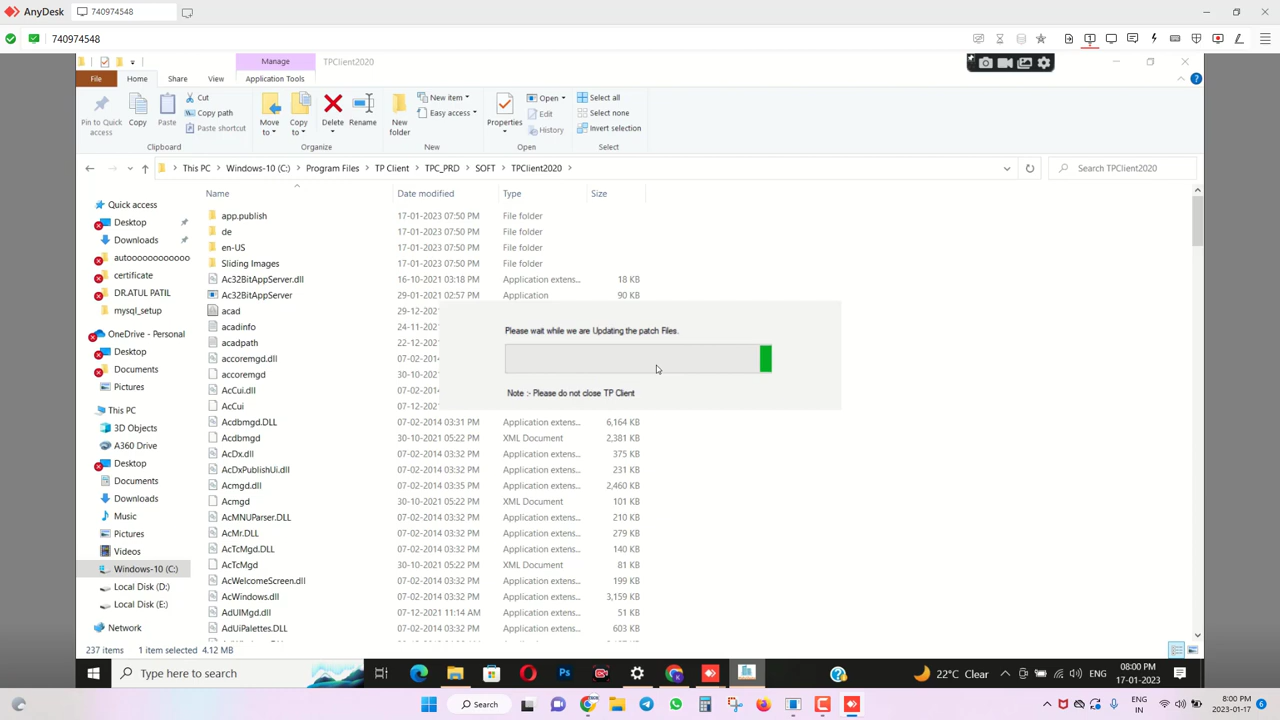 AnyDesk 740974548
740974548
Manage TPClient2020
File Home Share View Application Tools
Pin to Quick access
Copy
Paste
Cut
Copy path
Paste shortcut
Clipboard
Move to
Copy to
Delete
Rename
Organize
New folder
New item
Easy access
New
Properties
Open
Edit
History
Open
Select all
Select none
Invert selection
Select
This PC > Windows-10 (C:) > Program Files > TP Client > TPC_PRD > SOFT > TPClient2020 >
Search TPClient2020
Quick access
Desktop
Downloads
autooooooooooo
certificate
DR.ATUL PATIL
mysql_setup
OneDrive - Personal
Desktop
Documents
Pictures
This PC
3D Objects
A360 Drive
Desktop
Documents
Downloads
Music
Pictures
Videos
Windows-10 (C:)
Local Disk (D:)
Local Disk (E:)
Network
Name Date modified Type Size
app.publish 17-01-2023 07:50 PM File folder
de 17-01-2023 07:50 PM File folder
en-US 17-01-2023 07:50 PM File folder
Sliding Images 17-01-2023 07:50 PM File folder
Ac32BitAppServer.dll 16-10-2021 03:18 PM Application extens... 18 KB
Ac32BitAppServer 29-01-2021 02:57 PM Application 90 KB
acad 29-12-
acadinfo 24-11-
acadpath 22-12-
accoremgd.dll 07-02-2014
accoremgd 30-10-202
AcCui.dll 07-02-2014
AcCui 07-12-202
Acdbmgd.DLL 07-02-2014 03:31 PM Application extens... 6,164 KB
Acdbmgd 30-10-2021 05:22 PM XML Document 2,381 KB
AcDx.dll 07-02-2014 03:32 PM Application extens... 375 KB
AcDxPublishUi.dll 07-02-2014 03:32 PM Application extens... 231 KB
Acmgd.dll 07-02-2014 03:35 PM Application extens... 2,460 KB
Acmgd 30-10-2021 05:22 PM XML Document 101 KB
AcMNUParser.DLL 07-02-2014 03:32 PM Application extens... 210 KB
AcMr.DLL 07-02-2014 03:32 PM Application extens... 279 KB
AcTcMgd.DLL 07-02-2014 03:32 PM Application extens... 140 KB
AcTcMgd 30-10-2021 05:22 PM XML Document 81 KB
AcWelcomeScreen.dll 07-02-2014 03:32 PM Application extens... 199 KB
AcWindows.dll 07-02-2014 03:32 PM Application extens... 3,159 KB
AdUIMgd.dll 07-12-2021 11:14 AM Application extens... 51 KB
AdUiPalettes.DLL 07-02-2014 03:32 PM Application extens... 603 KB
Please wait while we are Updating the patch Files.
Note :- Please do not close TP Client
237 items 1 item selected 4.12 MB
Type here to search
Ps
22°C Clear
ENG
08:00 PM
17-01-2023
Search
ENG
IN
8:00 PM
2023-01-17